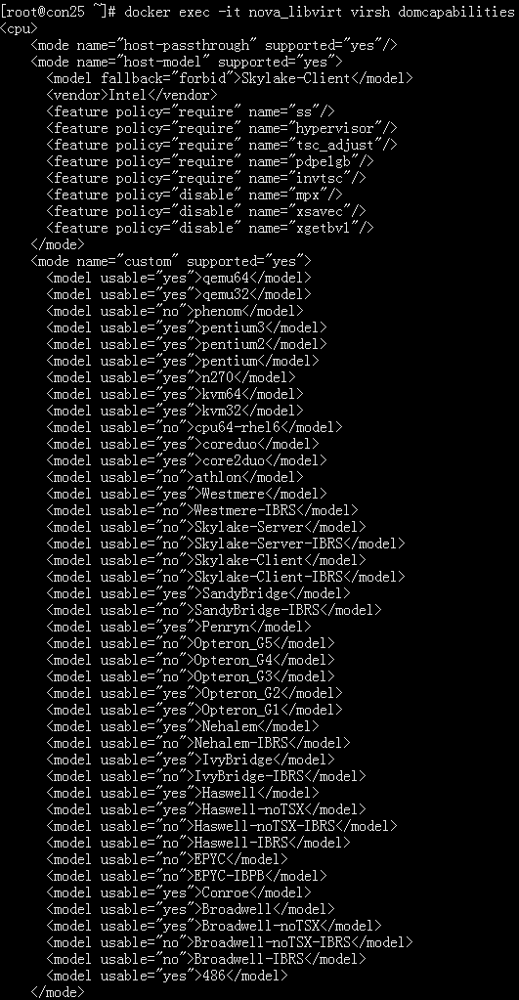 [root@con25 ~]# docker exec -it nova_libvirt virsh domcapabilities
<cpu>
    <mode name="host-passthrough" supported="yes"/>
    <mode name="host-model" supported="yes">
      <model fallback="forbid">Skylake-Client</model>
      <vendor>Intel</vendor>
      <feature policy="require" name="ss"/>
      <feature policy="require" name="hypervisor"/>
      <feature policy="require" name="tsc_adjust"/>
      <feature policy="require" name="pdpe1gb"/>
      <feature policy="require" name="invtsc"/>
      <feature policy="disable" name="mpx"/>
      <feature policy="disable" name="xsavec"/>
      <feature policy="disable" name="xgetbv1"/>
    </mode>
    <mode name="custom" supported="yes">
      <model usable="yes">qemu64</model>
      <model usable="yes">qemu32</model>
      <model usable="no">phenom</model>
      <model usable="yes">pentium3</model>
      <model usable="yes">pentium2</model>
      <model usable="yes">pentium</model>
      <model usable="yes">n270</model>
      <model usable="yes">kvm64</model>
      <model usable="yes">kvm32</model>
      <model usable="no">cpu64-rhel6</model>
      <model usable="yes">coreduo</model>
      <model usable="yes">core2duo</model>
      <model usable="no">athlon</model>
      <model usable="yes">Westmere</model>
      <model usable="no">Westmere-IBRS</model>
      <model usable="no">Skylake-Server</model>
      <model usable="no">Skylake-Server-IBRS</model>
      <model usable="no">Skylake-Client</model>
      <model usable="no">Skylake-Client-IBRS</model>
      <model usable="yes">SandyBridge</model>
      <model usable="no">SandyBridge-IBRS</model>
      <model usable="yes">Penryn</model>
      <model usable="no">Opteron_G5</model>
      <model usable="no">Opteron_G4</model>
      <model usable="no">Opteron_G3</model>
      <model usable="yes">Opteron_G2</model>
      <model usable="yes">Opteron_G1</model>
      <model usable="yes">Nehalem</model>
      <model usable="no">Nehalem-IBRS</model>
      <model usable="yes">IvyBridge</model>
      <model usable="no">IvyBridge-IBRS</model>
      <model usable="yes">Haswell</model>
      <model usable="yes">Haswell-noTSX</model>
      <model usable="no">Haswell-noTSX-IBRS</model>
      <model usable="no">Haswell-IBRS</model>
      <model usable="no">EPYC</model>
      <model usable="no">EPYC-IBPB</model>
      <model usable="yes">Conroe</model>
      <model usable="yes">Broadwell</model>
      <model usable="yes">Broadwell-noTSX</model>
      <model usable="no">Broadwell-noTSX-IBRS</model>
      <model usable="no">Broadwell-IBRS</model>
      <model usable="yes">486</model>
    </mode>